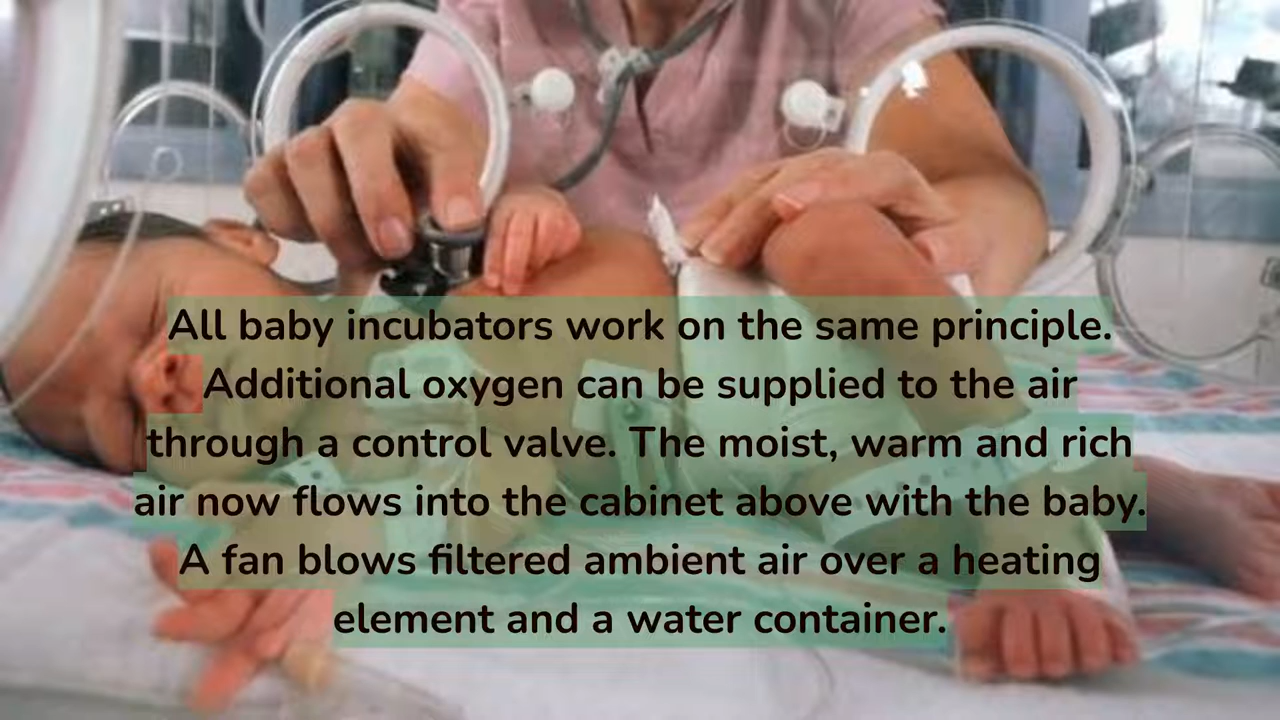 All baby incubators work on the same principle.
Additional oxygen can be supplied to the air
through a control valve. The moist, warm and rich
air now flows into the cabinet above with the baby.
A fan blows filtered ambient air over a heating
element and a water container.